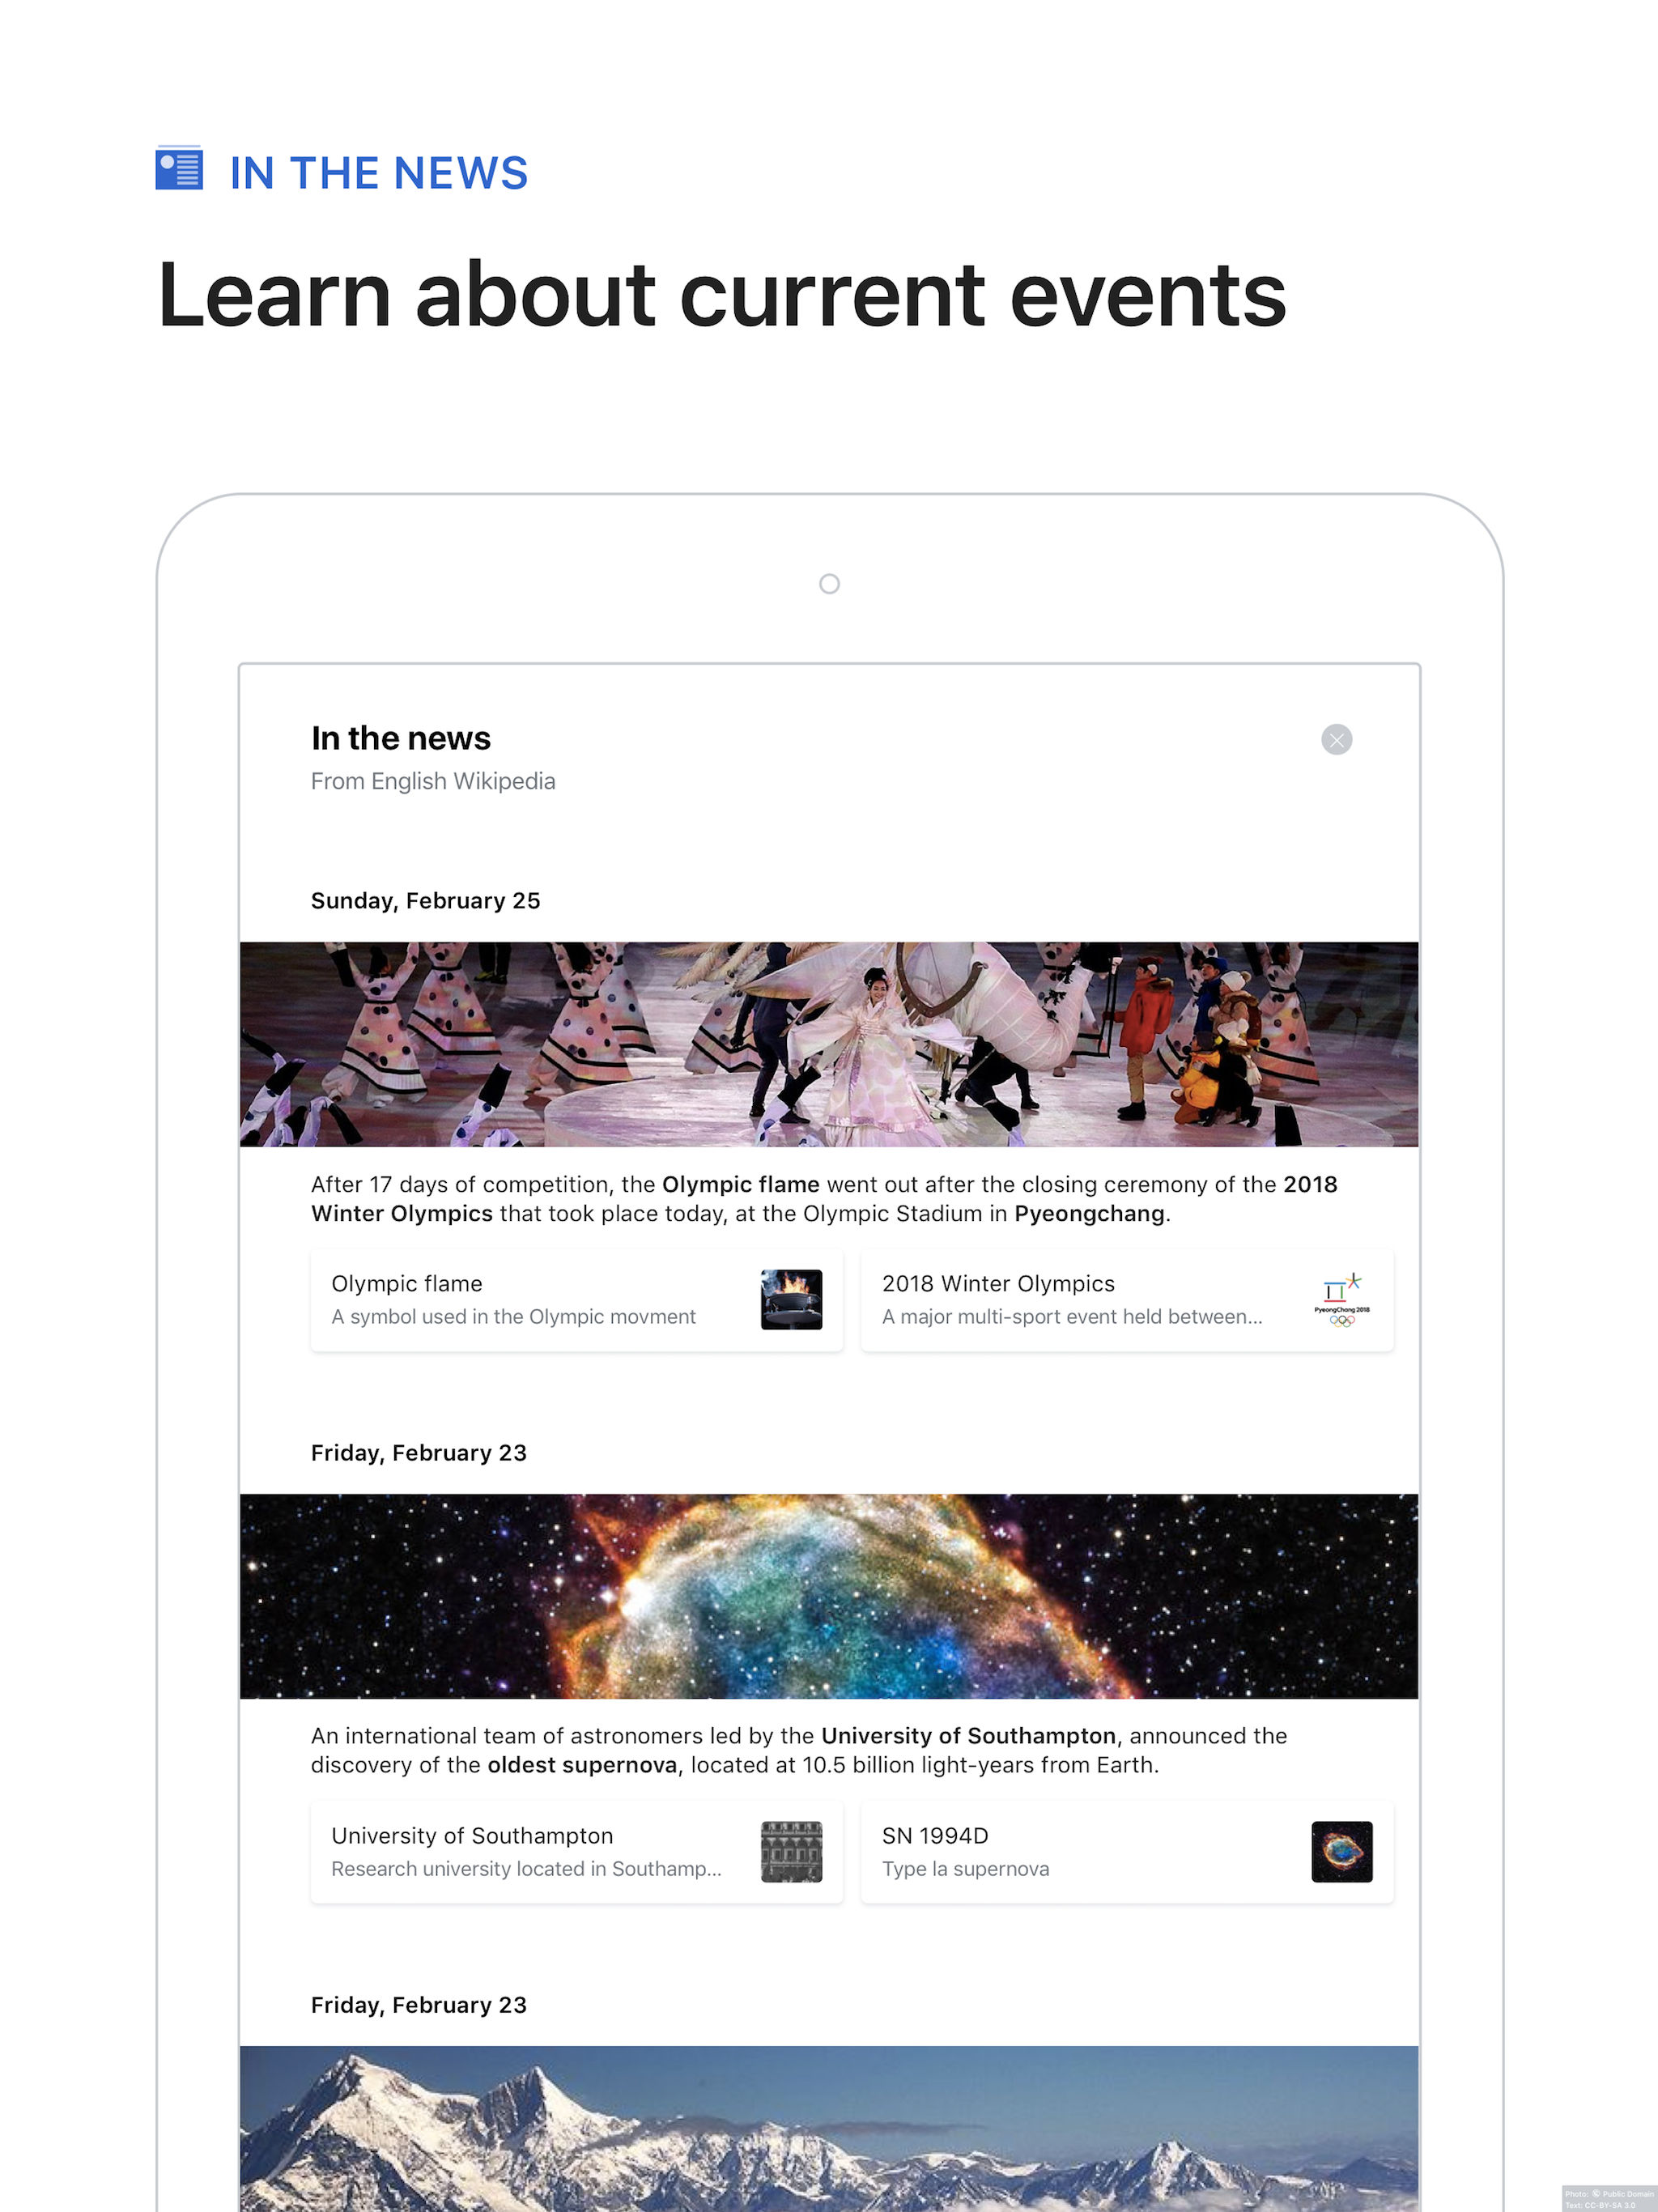 IN THE NEWS
Learn about current events
In the news
From English Wikipedia
Sunday, February 25
After 17 days of competition, the Olympic flame went out after the closing ceremony of the 2018
Winter Olympics that took place today, at the Olympic Stadium in Pyeongchang.
Olympic flame
A symbol used in the Olympic movment
2018 Winter Olympics
A major multi-sport event held between...
PyeongChang 2018
Friday, February 23
An international team of astronomers led by the University of Southampton, announced the
discovery of the oldest supernova, located at 10.5 billion light-years from Earth.
University of Southampton
Research university located in Southamp...
SN 1994D
Type la supernova
Friday, February 23
Photo: © Public Domain
Text: CC-BY-SA 3.0